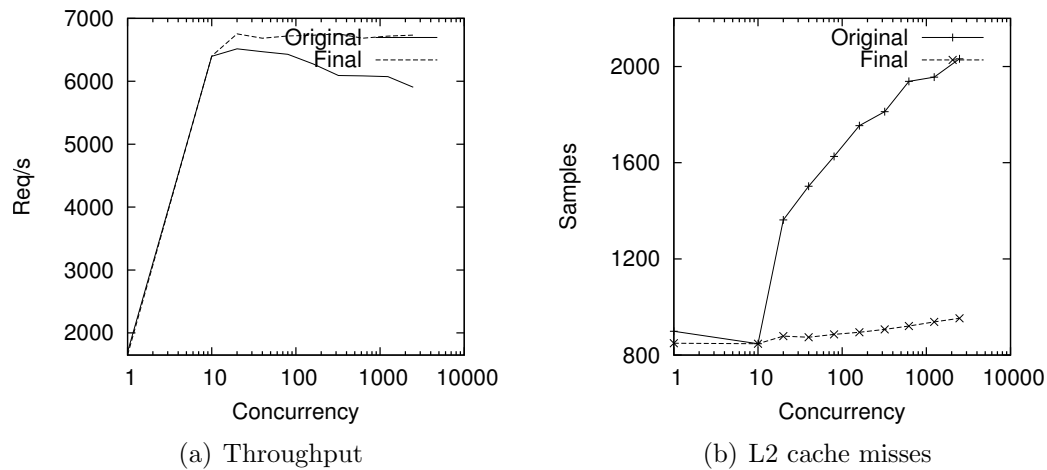 7000
6000
5000
4000
3000
2000
Req/s
Original
Final
1
10
100
1000
10000
Concurrency
(a) Throughput
2000
1600
1200
800
Samples
Original
Final
1
10
100
1000
10000
Concurrency
(b) L2 cache misses